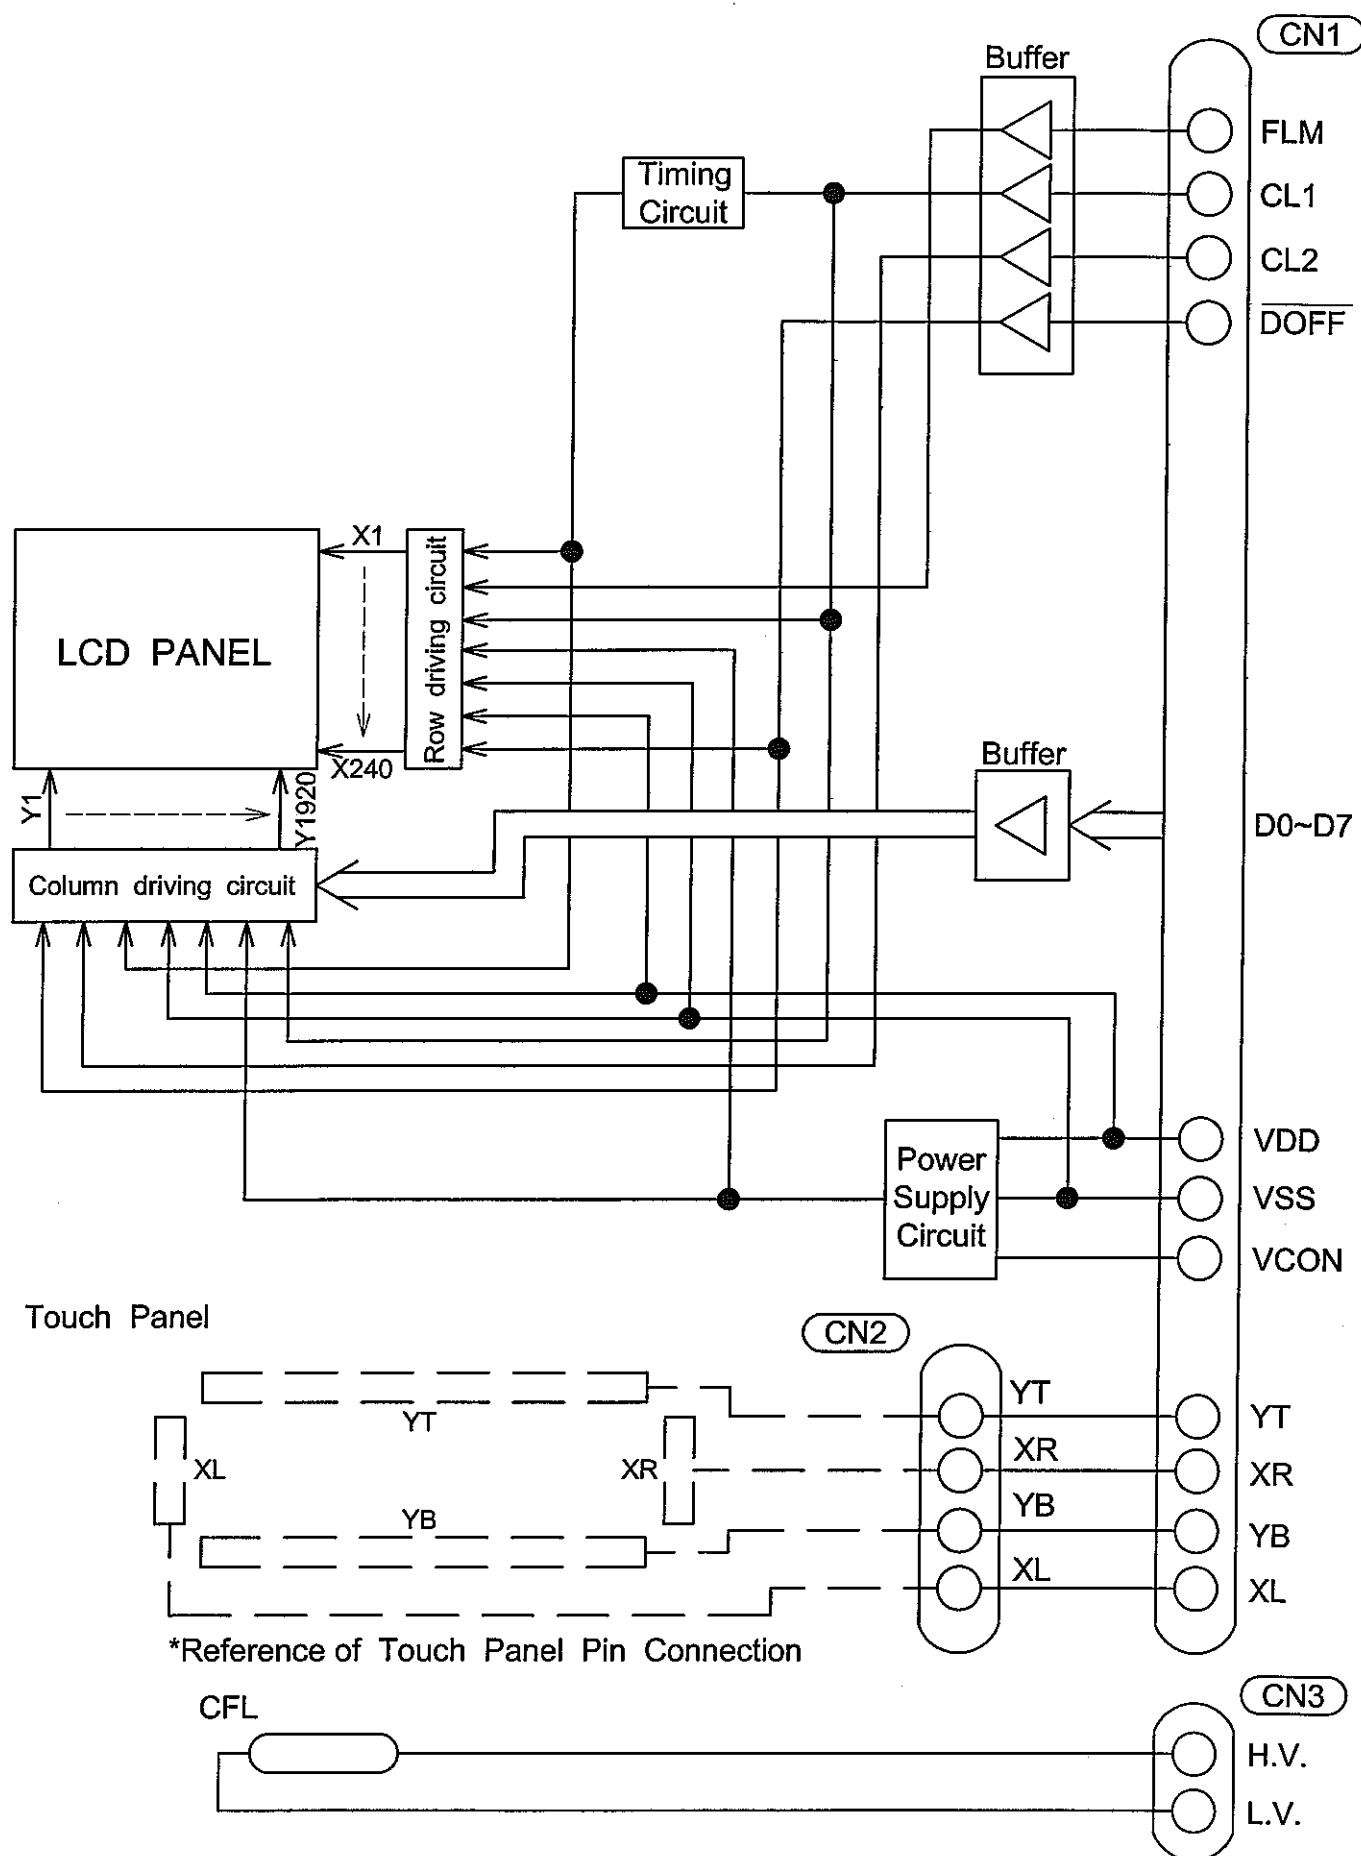 CN1
Buffer
FLM
Timing
Circuit
CL1
CL2
DOFF
X1
Row driving circuit
LCD PANEL
X240
Y1
Y1920
Buffer
D0~D7
Column driving circuit
VDD
Power
Supply
Circuit
VSS
VCON
Touch Panel
CN2
YT
YT
YT
XL
XR
XR
XR
YB
YB
YB
XL
XL
*Reference of Touch Panel Pin Connection
CFL
CN3
H.V.
L.V.